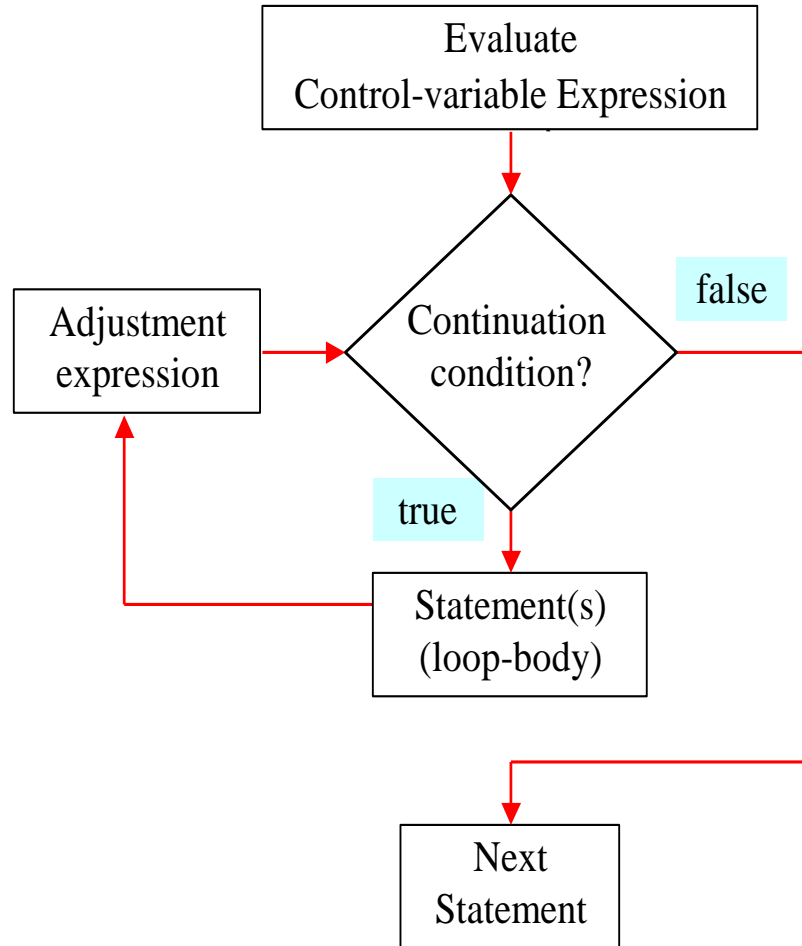 Evaluate
Control-variable Expression
false
Adjustment
expression
Continuation
condition?
true
Statement(s)
(loop-body)
Next
Statement